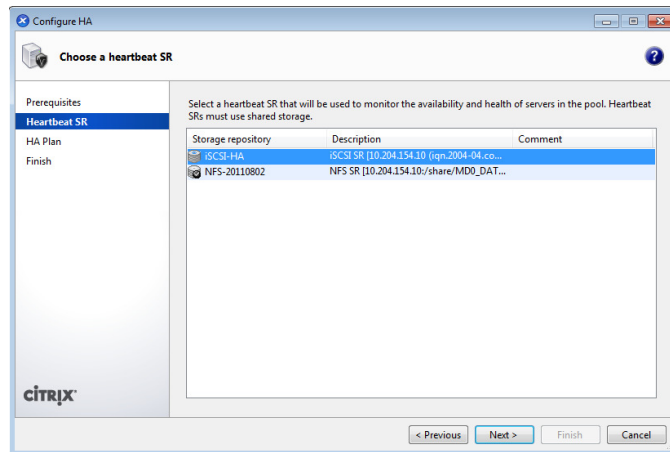 Configure HA
Choose a heartbeat SR
Prerequisites
Heartbeat SR
HA Plan
Finish
Select a heartbeat SR that will be used to monitor the availability and health of servers in the pool. Heartbeat
SRs must use shared storage.
Storage repository Description Comment
iSCSI-HA iSCSI SR [10.204.154.10 (iqn.2004-04.co...
NFS-20110802 NFS SR [10.204.154.10:/share/MD0_DAT...
CITRIX
< Previous Next > Finish Cancel